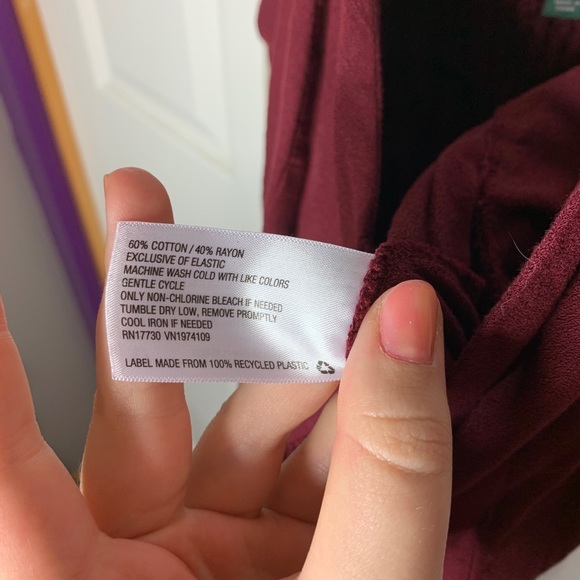 60% COTTON / 40% RAYON
EXCLUSIVE OF ELASTIC
MACHINE WASH COLD WITH LIKE COLORS
GENTLE CYCLE
ONLY NON-CHLORINE BLEACH IF NEEDED
TUMBLE DRY LOW, REMOVE PROMPTLY
COOL IRON IF NEEDED
RN17730 VN1974109
LABEL MADE FROM 100% RECYCLED PLASTIC